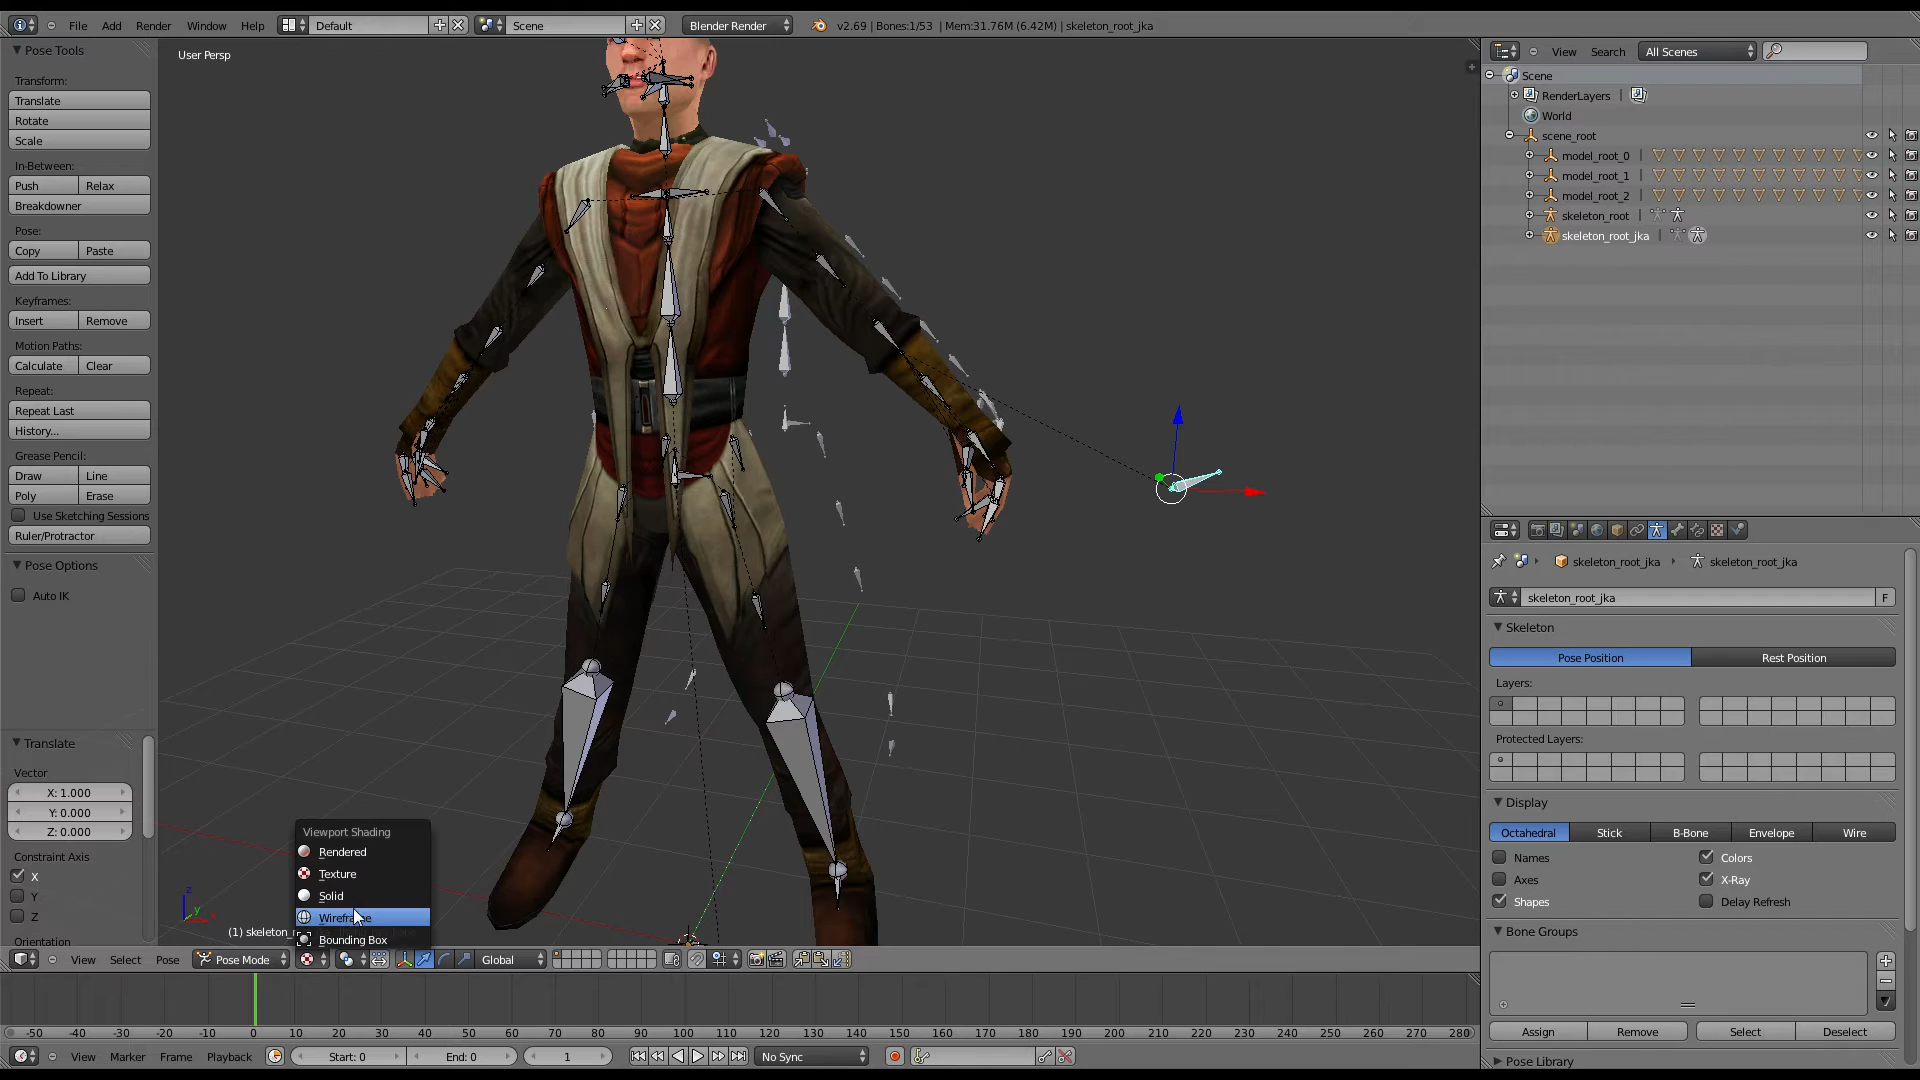 File Add Render Window Help Default Scene Blender Render v2.69 | Bones:1/53 | Mem:31.76M (6.42M) | skeleton_root_jka
Pose Tools
Transform:
Translate
Rotate
Scale
In-Between:
Push Relax
Breakdowner
Pose:
Copy Paste
Add To Library
Keyframes:
Insert Remove
Motion Paths:
Calculate Clear
Repeat:
Repeat Last
History...
Grease Pencil:
Draw Line
Poly Erase
Use Sketching Sessions
Ruler/Protractor
Pose Options
Auto IK
Translate
Vector
X: 1.000
Y: 0.000
Z: 0.000
Constraint Axis
X
Y
Z
Orientation
User Persp
z
y
x
Viewport Shading
Rendered
Texture
Solid
Wireframe
Bounding Box
(1) skeleton_r
View Select Pose Pose Mode Global
-50 -40 -30 -20 -10 0 10 20 30 40 50 60 70 80 90 100 110 120 130 140 150 160 170 180 190 200 210 220 230 240 250 260 270 280
View Marker Frame Playback Start: 0 End: 0 1 No Sync
View Search All Scenes
Scene
RenderLayers |
World
scene_root
model_root_0 |
model_root_1 |
model_root_2 |
skeleton_root |
skeleton_root_jka |
skeleton_root_jka skeleton_root_jka
skeleton_root_jka F
Skeleton
Pose Position Rest Position
Layers:
Protected Layers:
Display
Octahedral Stick B-Bone Envelope Wire
Names Colors
Axes X-Ray
Shapes Delay Refresh
Bone Groups
Assign Remove Select Deselect
Pose Library